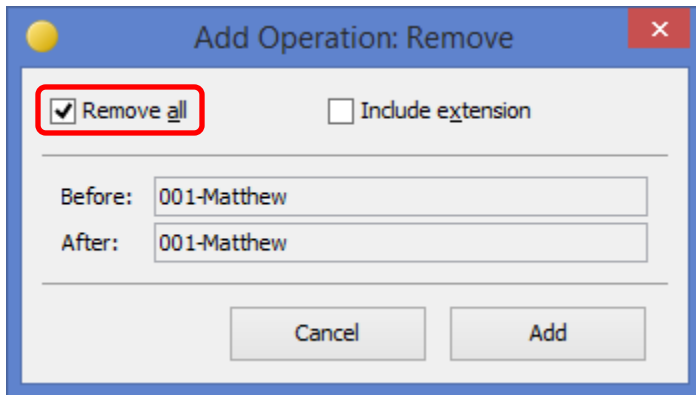 Add Operation: Remove
Remove all Include extension
Before: 001-Matthew
After: 001-Matthew
Cancel Add